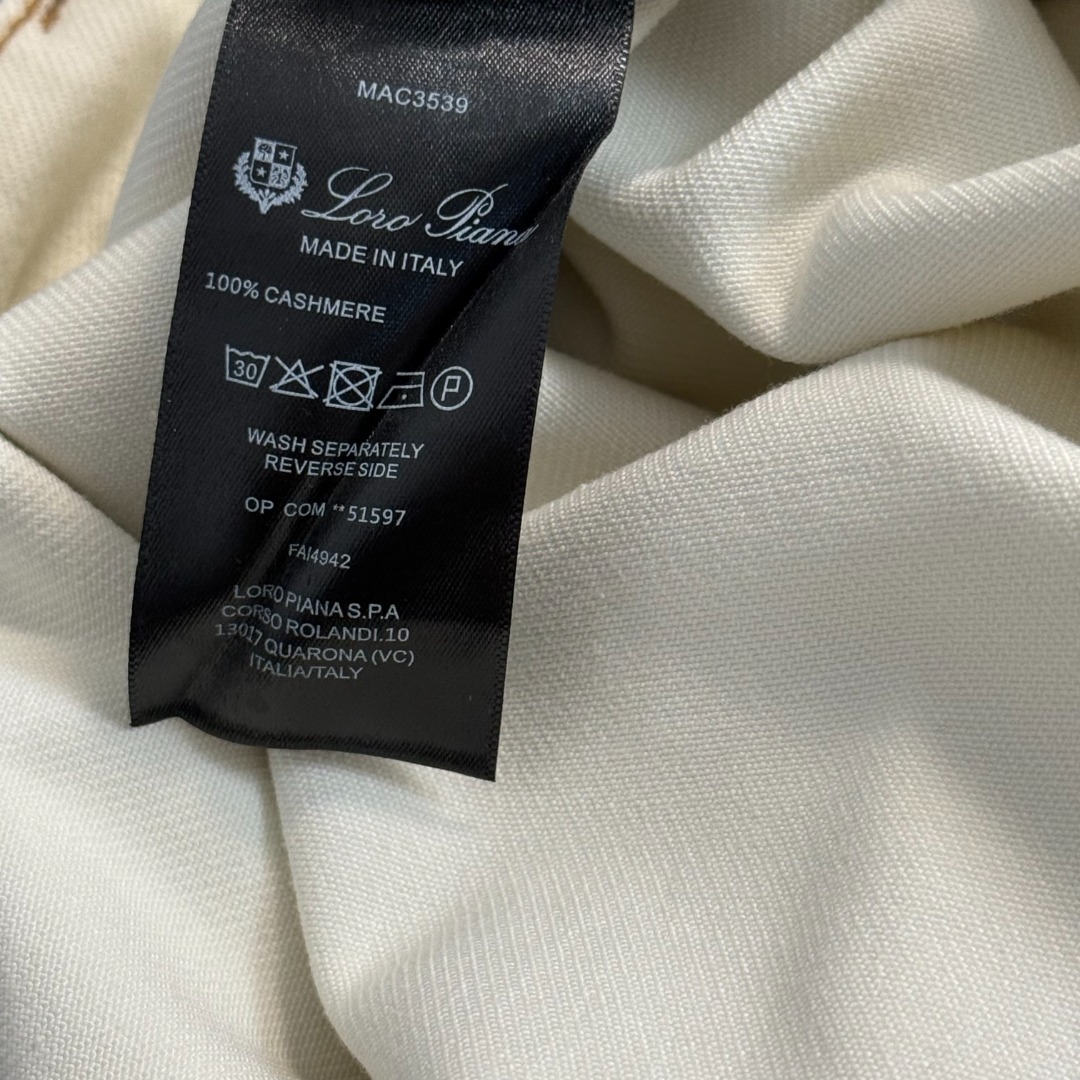 MAC3539
Loro Piana
MADE IN ITALY
100% CASHMERE
30 P
WASH SEPARATELY
REVERSE SIDE
OP COM **51597
FAI4942
LORO PIANA S.P.A
CORSO ROLANDI.10
13017 QUARONA (VC)
ITALIA/TALY